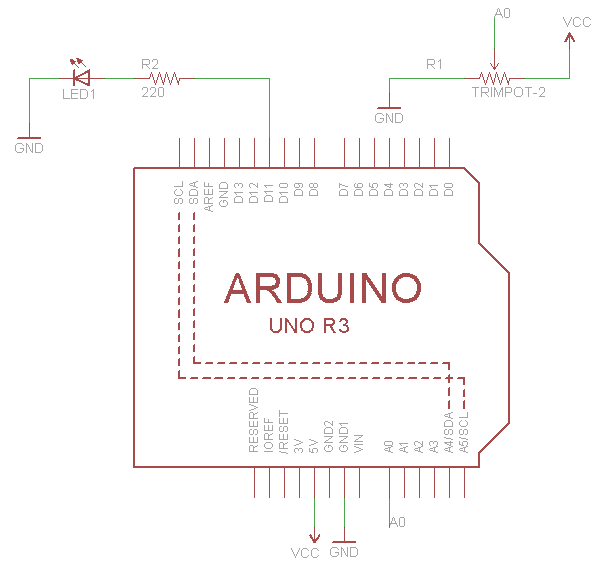 A0
VCC
R2
R1
LED1
220
TRIMPOT-2
GND
GND
SCL
SDA
AREF
GND
D13
D12
D11
D10
D9
D8
D7
D6
D5
D4
D3
D2
D1
D0
ARDUINO
UNO R3
RESERVED
IOREF
/RESET
3V
5V
GND2
GND1
VIN
A0
A1
A2
A3
A4/SDA
A5/SCL
A0
VCC
GND